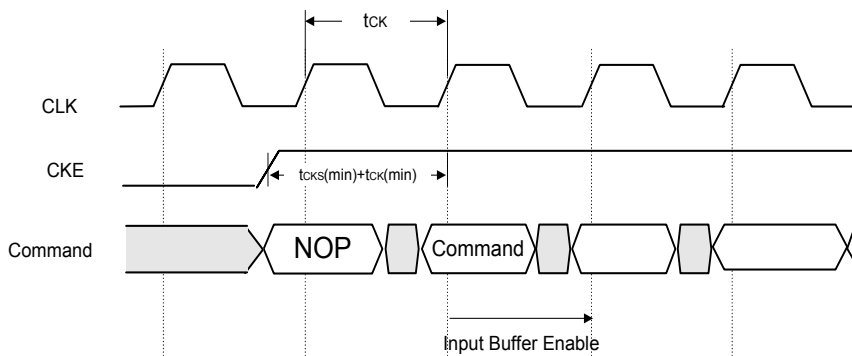 tCK
CLK
CKE
tCKS(min)+tCK(min)
Command
NOP
Command
Input Buffer Enable